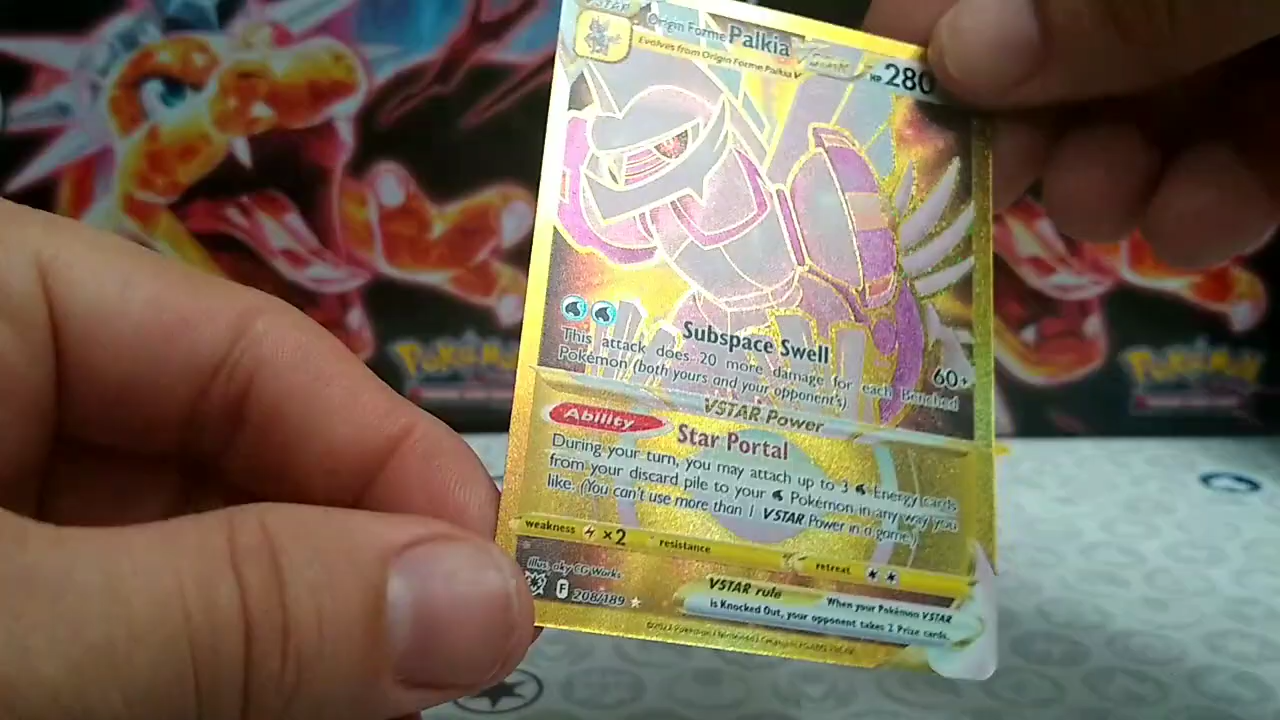 VSTAR
Origin Forme Palkia VSTAR HP 280
Evolves from Origin Forme Palkia V
Subspace Swell 60+
This attack does 20 more damage for each Benched
Pokémon (both yours and your opponent's).
VSTAR Power
Ability Star Portal
During your turn, you may attach up to 3 Energy cards
from your discard pile to your Pokémon in any way you
like. (You can't use more than 1 VSTAR Power in a game.)
weakness ×2 resistance retreat
illus. aky CG Works
F 208/189
VSTAR rule When your Pokémon VSTAR
is Knocked Out, your opponent takes 2 Prize cards.
©2022 Pokémon / Nintendo /
POKéMON
POKéMON